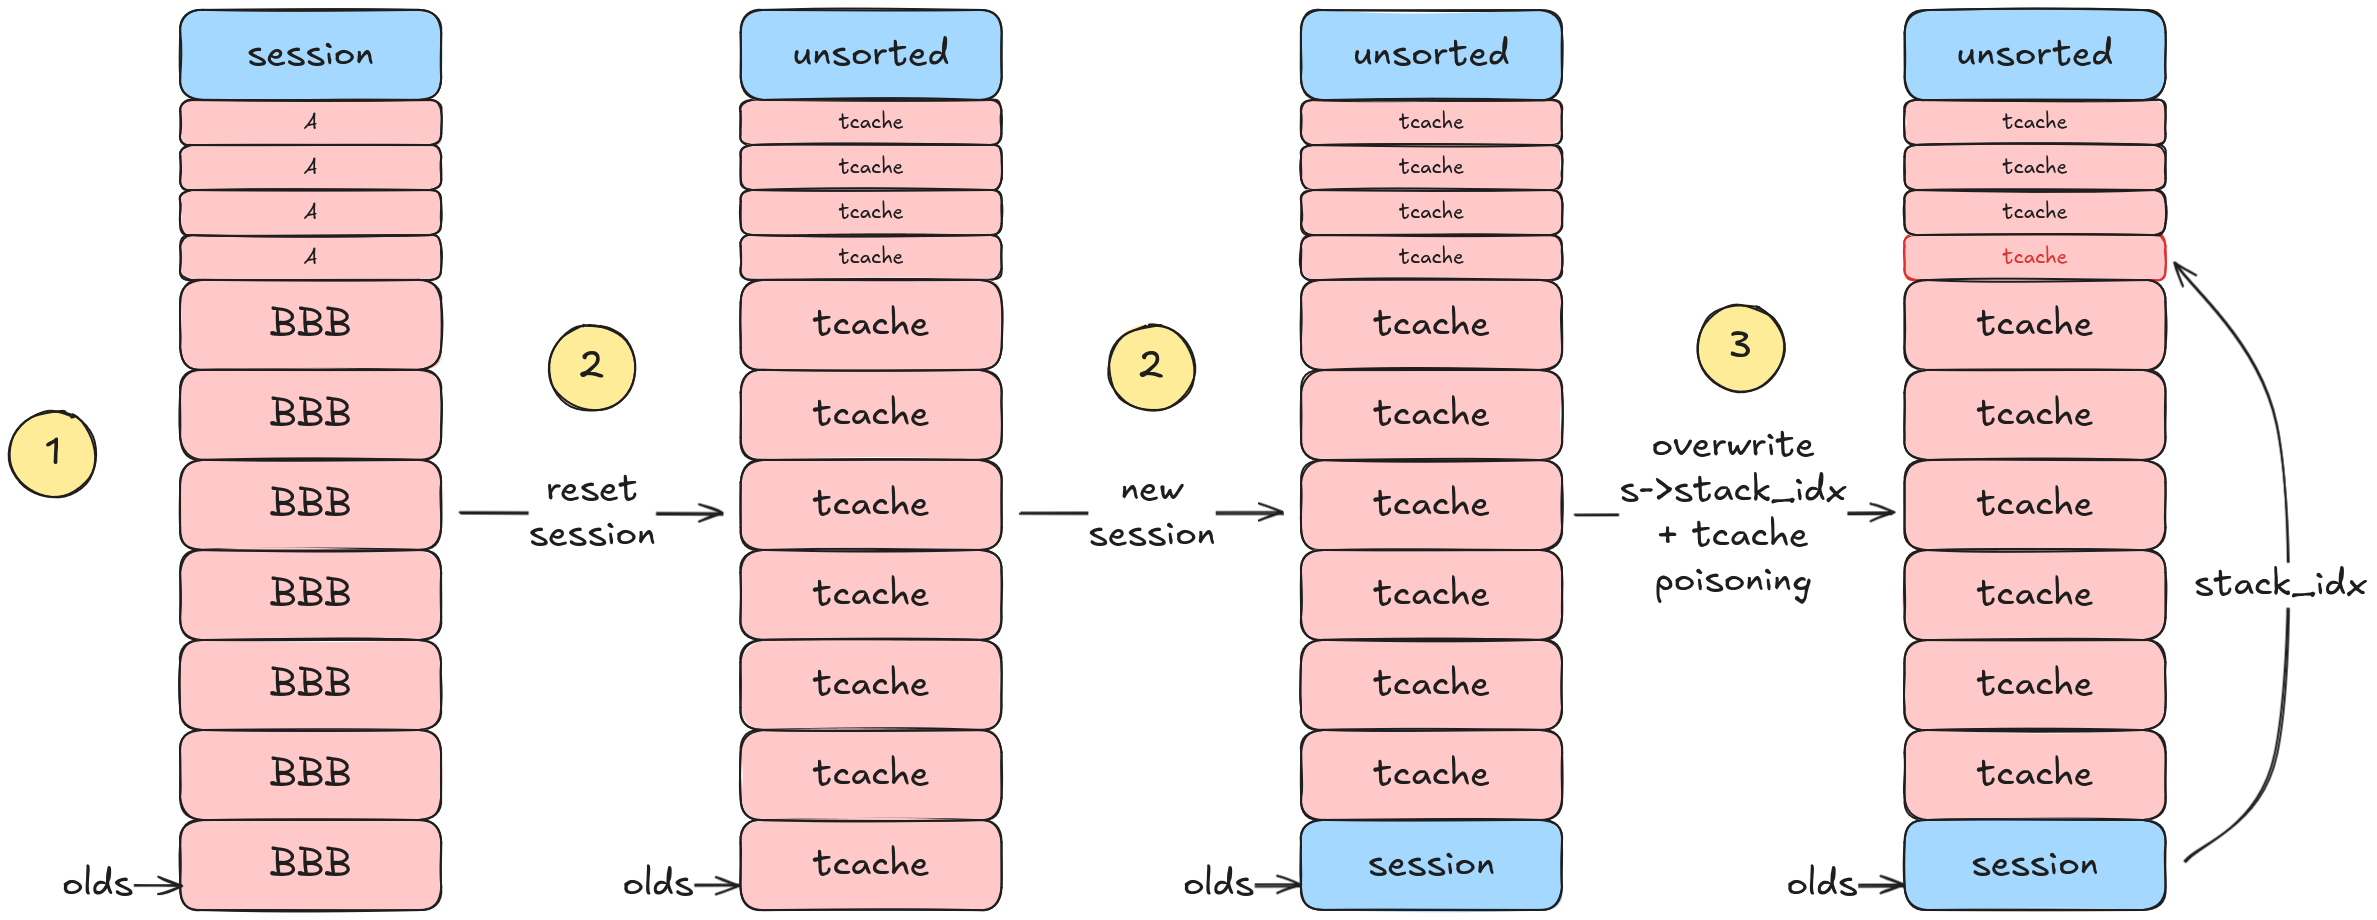 1
session
A
A
A
A
BBB
BBB
BBB
BBB
BBB
BBB
BBB
olds
2
reset
session
unsorted
tcache
tcache
tcache
tcache
tcache
tcache
tcache
tcache
tcache
tcache
tcache
olds
2
new
session
unsorted
tcache
tcache
tcache
tcache
tcache
tcache
tcache
tcache
tcache
tcache
session
olds
3
overwrite
s->stack_idx
+ tcache
poisoning
unsorted
tcache
tcache
tcache
tcache
tcache
tcache
tcache
tcache
tcache
tcache
session
olds
stack_idx